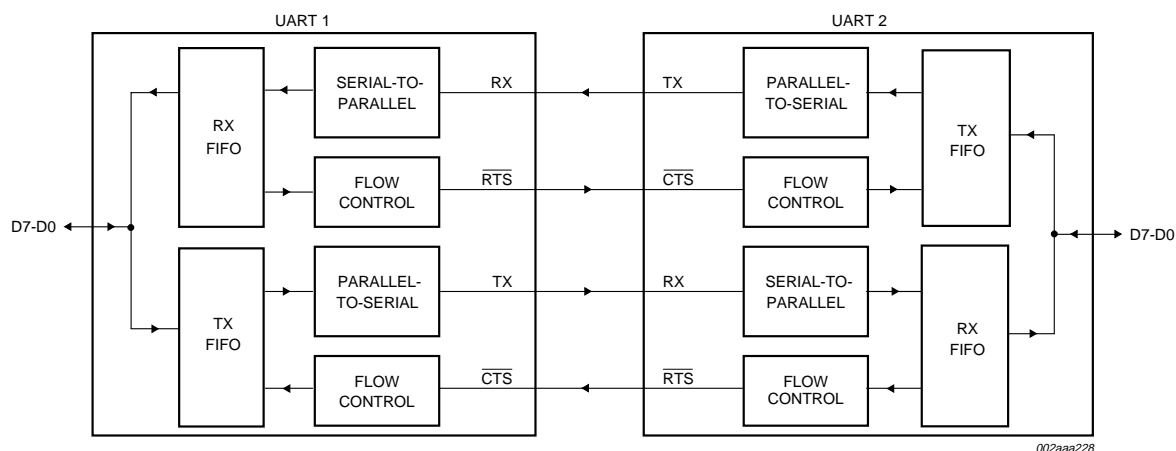 UART 1
UART 2
SERIAL-TO-
PARALLEL
RX
TX
PARALLEL-
TO-SERIAL
RX
FIFO
TX
FIFO
FLOW
CONTROL
RTS
CTS
FLOW
CONTROL
D7-D0
D7-D0
PARALLEL-
TO-SERIAL
TX
RX
SERIAL-TO-
PARALLEL
TX
FIFO
RX
FIFO
FLOW
CONTROL
CTS
RTS
FLOW
CONTROL
002aaa228